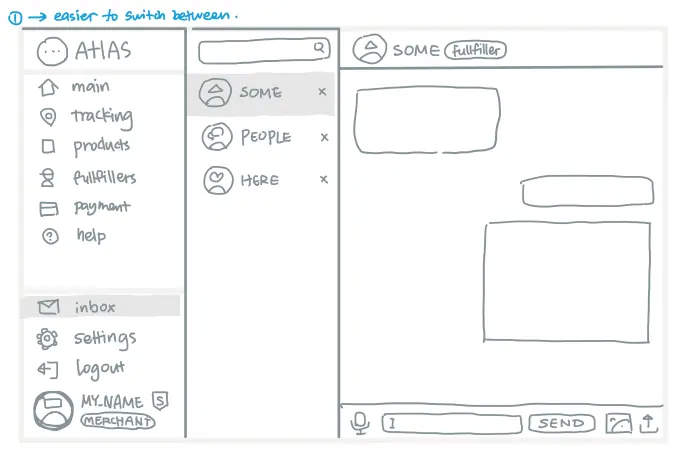 ① → easier to switch between.
ATLAS
main
tracking
products
fullfillers
payment
help
inbox
settings
logout
MY_NAME S
MERCHANT
SOME x
PEOPLE x
HERE x
SOME fullfiller
SEND